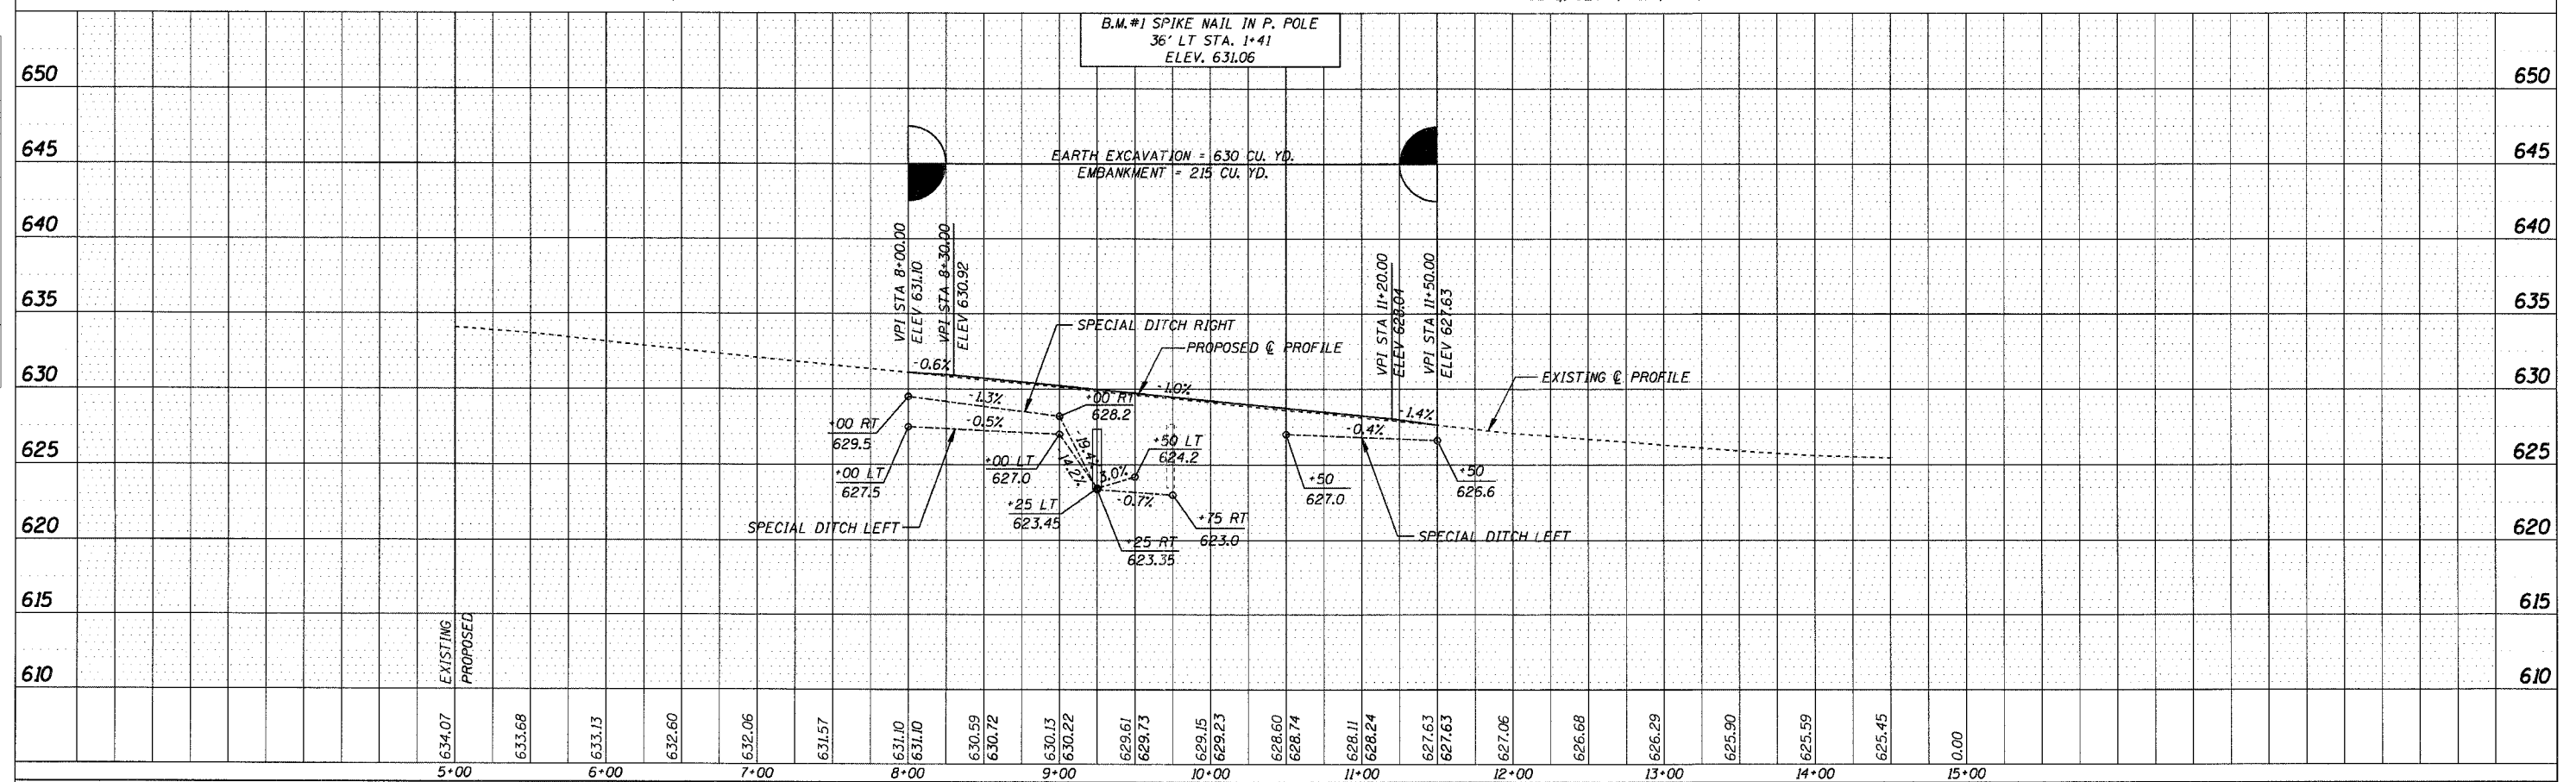 B.M.#1 SPIKE NAIL IN P. POLE
36' LT STA. 1+41
ELEV. 631.06
650
650
645
EARTH EXCAVATION = 630 CU. YD.
EMBANKMENT = 215 CU. YD.
645
640
640
VPI STA 8+00.00
ELEV 631.10
VPI STA 8+30.00
ELEV 630.92
VPI STA 11+20.00
ELEV 628.04
VPI STA 11+50.00
ELEV 627.63
635
635
SPECIAL DITCH RIGHT
PROPOSED ℄ PROFILE
630
-0.6%
-1.0%
EXISTING ℄ PROFILE
630
-1.3%
+00 RT
628.2
-1.4%
+00 RT
629.5
-0.5%
-0.4%
+50 LT
624.2
625
+00 LT
627.5
+00 LT
627.0
-19.4%
14.2%
3.0%
-0.7%
+50
627.0
+50
626.6
625
+25 LT
623.45
+75 RT
623.0
620
SPECIAL DITCH LEFT
+25 RT
623.35
SPECIAL DITCH LEFT
620
615
615
EXISTING
PROPOSED
610
610
634.07
633.68
633.13
632.60
632.06
631.57
631.10
631.10
630.59
630.72
630.13
630.22
629.61
629.73
629.15
629.23
628.60
628.74
628.11
628.24
627.63
627.63
627.06
626.68
626.29
625.90
625.59
625.45
0.00
5+00 6+00 7+00 8+00 9+00 10+00 11+00 12+00 13+00 14+00 15+00